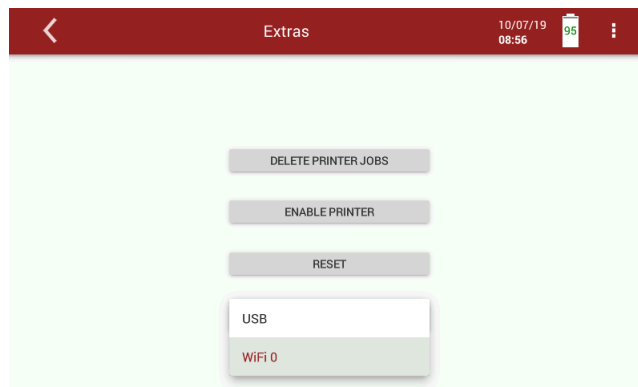 Extras
10/07/19
08:56
95
DELETE PRINTER JOBS
ENABLE PRINTER
RESET
USB
WiFi 0